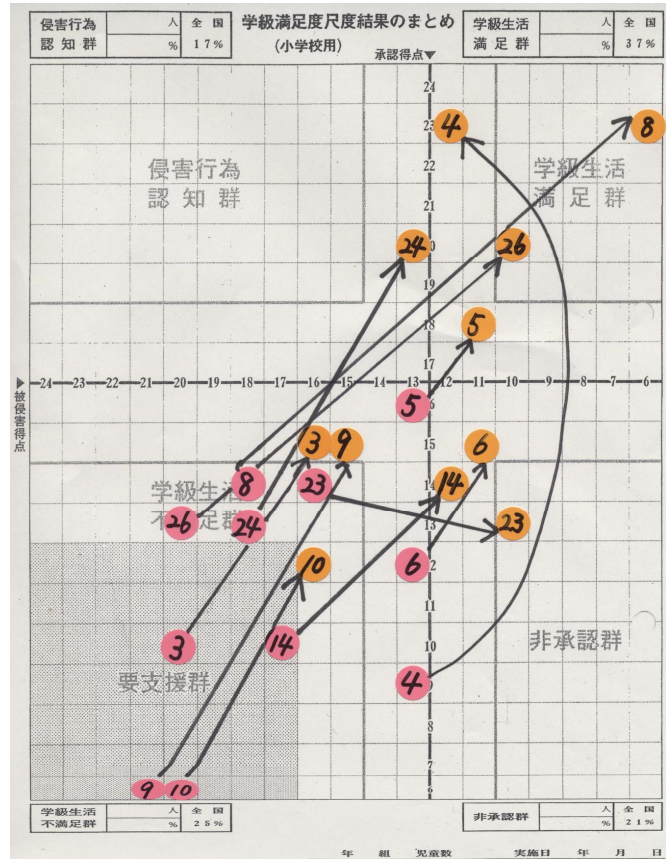 侵害行為
認知群
人
%
全国
17%
学級満足度尺度結果のまとめ
(小学校用)
承認得点▼
学級生活
満足群
人
%
全国
37%
24
23
22
21
20
19
18
17
16
15
14
13
12
11
10
9
8
7
6
侵害行為
認知群
学級生活
満足群
4
8
24
26
5
▶被侵害得点
24 23 22 21 20 19 18 17 16 15 14 13 12 11 10 9 8 7 6
5
3
9
6
学級生活
不満足群
8
23
14
26
24
23
6
10
3
14
4
要支援群
非承認群
9
10
学級生活
不満足群
人
%
全国
25%
非承認群
人
%
全国
21%
年 組 児童数 実施日 年 月 日